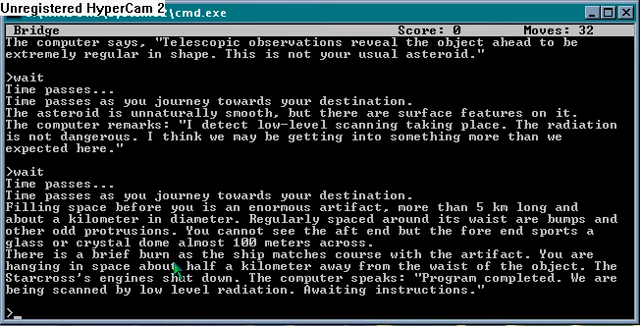 Unregistered HyperCam 2
\cmd.exe
Bridge Score: 0 Moves: 32
The computer says, "Telescopic observations reveal the object ahead to be
extremely regular in shape. This is not your usual asteroid."
>wait
Time passes...
Time passes as you journey towards your destination.
The asteroid is unnaturally smooth, but there are surface features on it.
The computer remarks: "I detect low-level scanning taking place. The radiation
is not dangerous. I think we may be getting into something more than we
expected here."
>wait
Time passes...
Time passes as you journey towards your destination.
Filling space before you is an enormous artifact, more than 5 km long and
about a kilometer in diameter. Regularly spaced around its waist are bumps and
other odd protrusions. You cannot see the aft end but the fore end sports a
glass or crystal dome almost 100 meters across.
There is a brief burn as the ship matches course with the artifact. You are
hanging in space about half a kilometer away from the waist of the object. The
Starcross's engines shut down. The computer speaks: "Program completed. We are
being scanned by low level radiation. Awaiting instructions."
>_